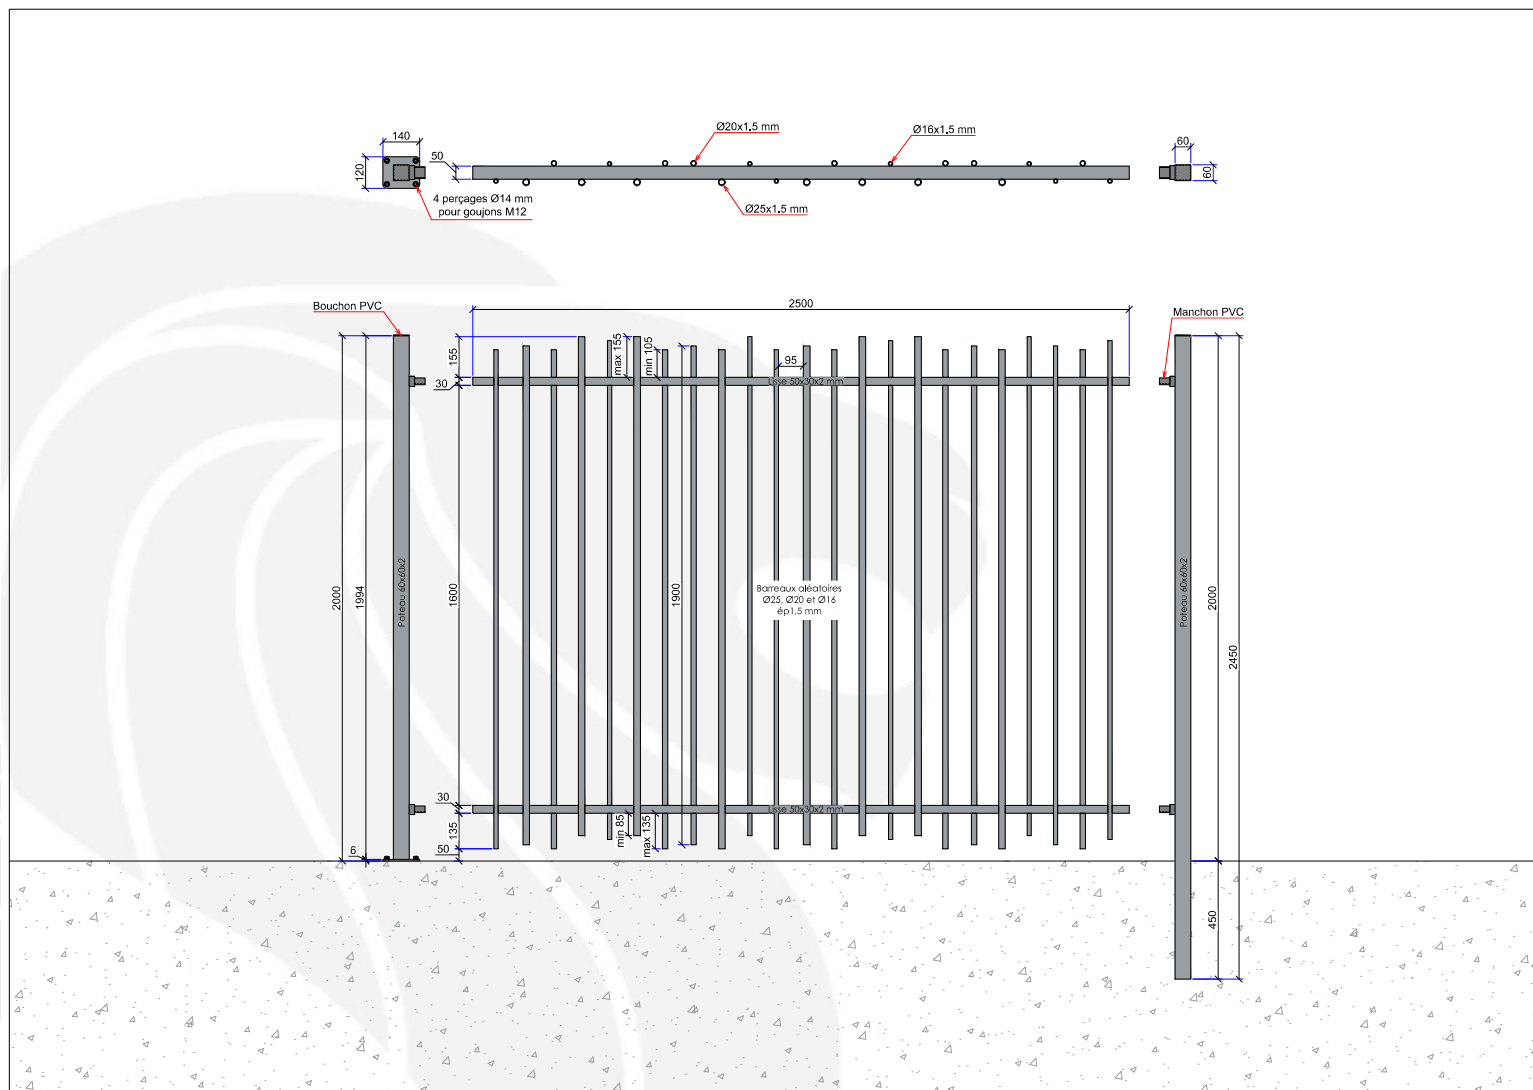 140
120
50
4 perçages Ø14 mm
pour goujons M12
Ø20x1.5 mm
Ø16x1.5 mm
Ø25x1.5 mm
60
60
Bouchon PVC
2500
Manchon PVC
155
30
max 155
min 105
95
Lisse 50x30x2 mm
2000
1994
Poteau 60x60x2
1600
1900
Barreaux aléatoires
Ø25, Ø20 et Ø16
ép1.5 mm
Poteau 60x60x2
2000
2450
30
135
50
6
min 85
max 135
Lisse 50x30x2 mm
450